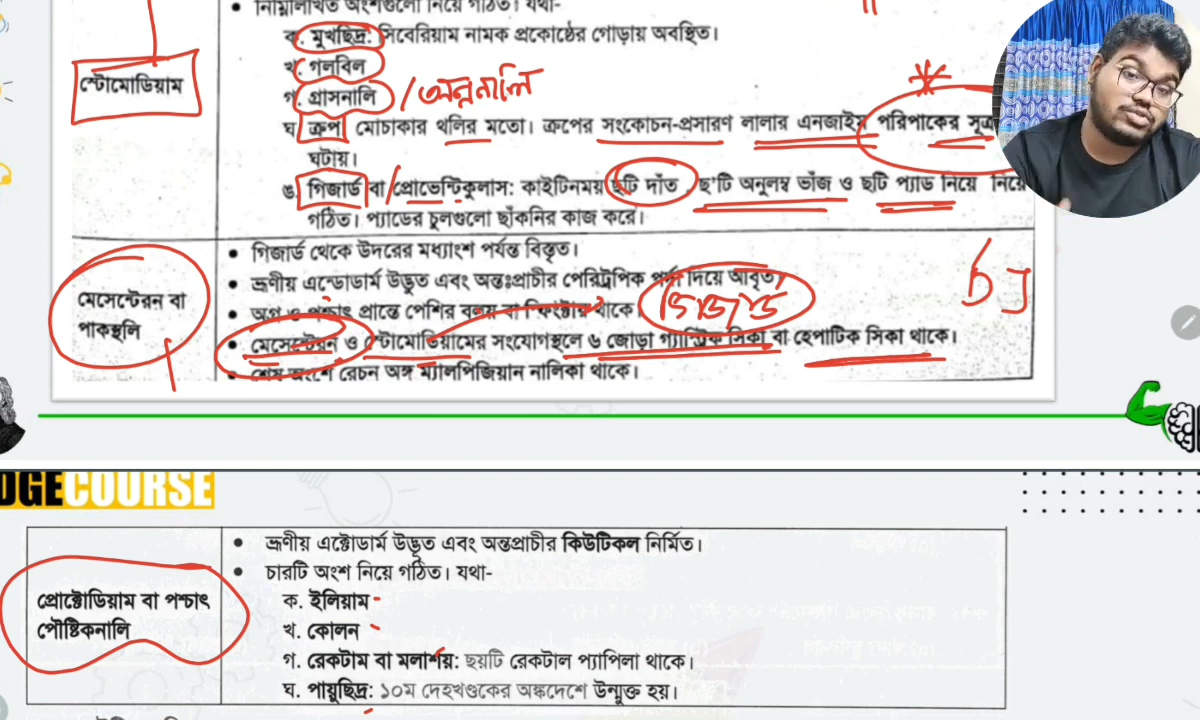 নিম্নলিখিত অংশগুলো নিয়ে গঠিত। যথা-
ক. মুখছিদ্র: সিবেরিয়াম নামক প্রকোষ্ঠের গোড়ায় অবস্থিত।
খ. গলবিল
স্টোমোডিয়াম
গ. গ্রাসনালি / অন্ননালি
ঘ ক্রপ মোচাকার থলির মতো। ক্রপের সংকোচন-প্রসারণ লালার এনজাইম পরিপাকের সূত্র
ঘটায়।
ঙ. গিজার্ড বা প্রোভেন্ট্রিকুলাস: কাইটিনময় ছটি দাঁত, ছ'টি অনুলম্ব ভাঁজ ও ছটি প্যাড নিয়ে নিয়ে
গঠিত। প্যাডের চুলগুলো ছাঁকনির কাজ করে।
মেসেন্টেরন বা
পাকস্থলি
গিজার্ড থেকে উদরের মধ্যাংশ পর্যন্ত বিস্তৃত।
ভ্রূণীয় এন্ডোডার্ম উদ্ভূত এবং অন্তঃপ্রাচীর পেরিট্রপিক পর্দা দিয়ে আবৃত।
অগ্র ও পশ্চাৎ প্রান্তে পেশির বলয় বা স্ফিংক্টার থাকে। গিজার্ড
মেসেন্টেরন ও স্টোমোডিয়ামের সংযোগস্থলে ৬ জোড়া গ্যাস্ট্রিক সিকা বা হেপাটিক সিকা থাকে।
শেষ অংশে রেচন অঙ্গ ম্যালপিজিয়ান নালিকা থাকে।
DGE COURSE
প্রোক্টোডিয়াম বা পশ্চাৎ
পৌষ্টিকনালি
ভ্রূণীয় এক্টোডার্ম উদ্ভূত এবং অন্তপ্রাচীর কিউটিকল নির্মিত।
চারটি অংশ নিয়ে গঠিত। যথা-
ক. ইলিয়াম
খ. কোলন
গ. রেকটাম বা মলাশয়: ছয়টি রেকটাল প্যাপিলা থাকে।
ঘ. পায়ুছিদ্র: ১০ম দেহখণ্ডকের অঙ্কদেশে উন্মুক্ত হয়।